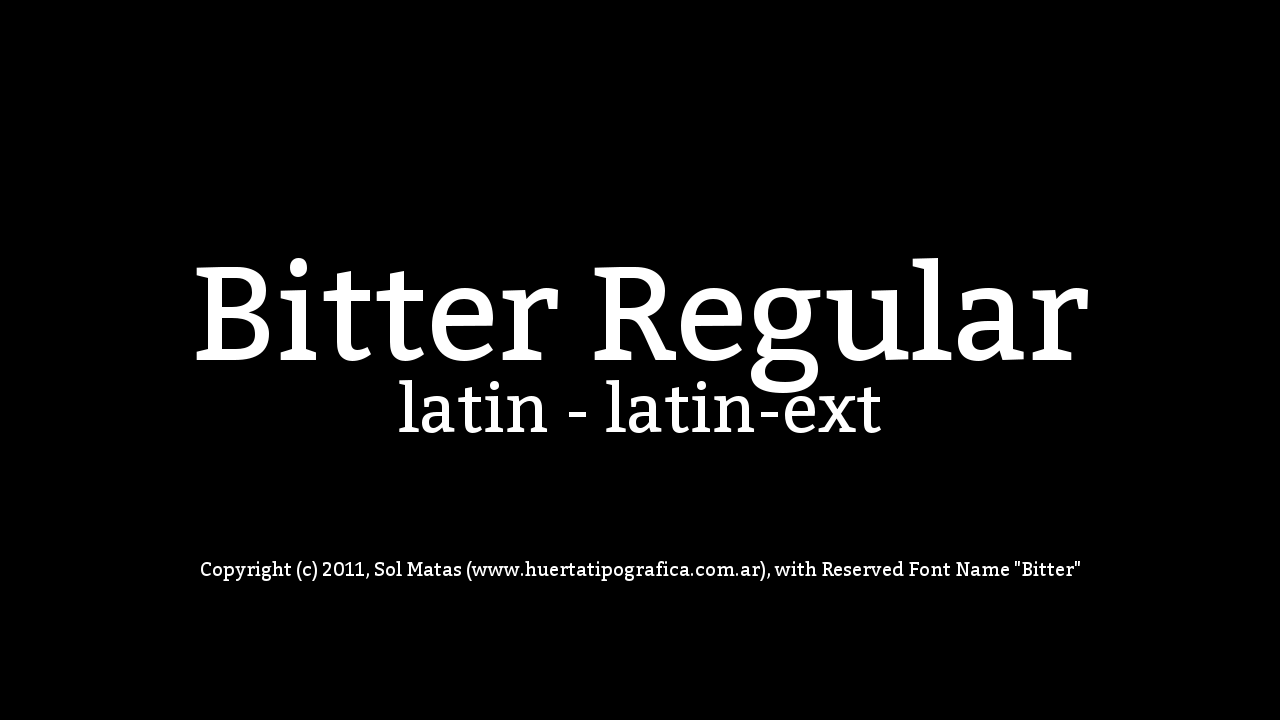 Bitter Regular
latin - latin-ext
Copyright (c) 2011, Sol Matas (www.huertatipografica.com.ar), with Reserved Font Name "Bitter"